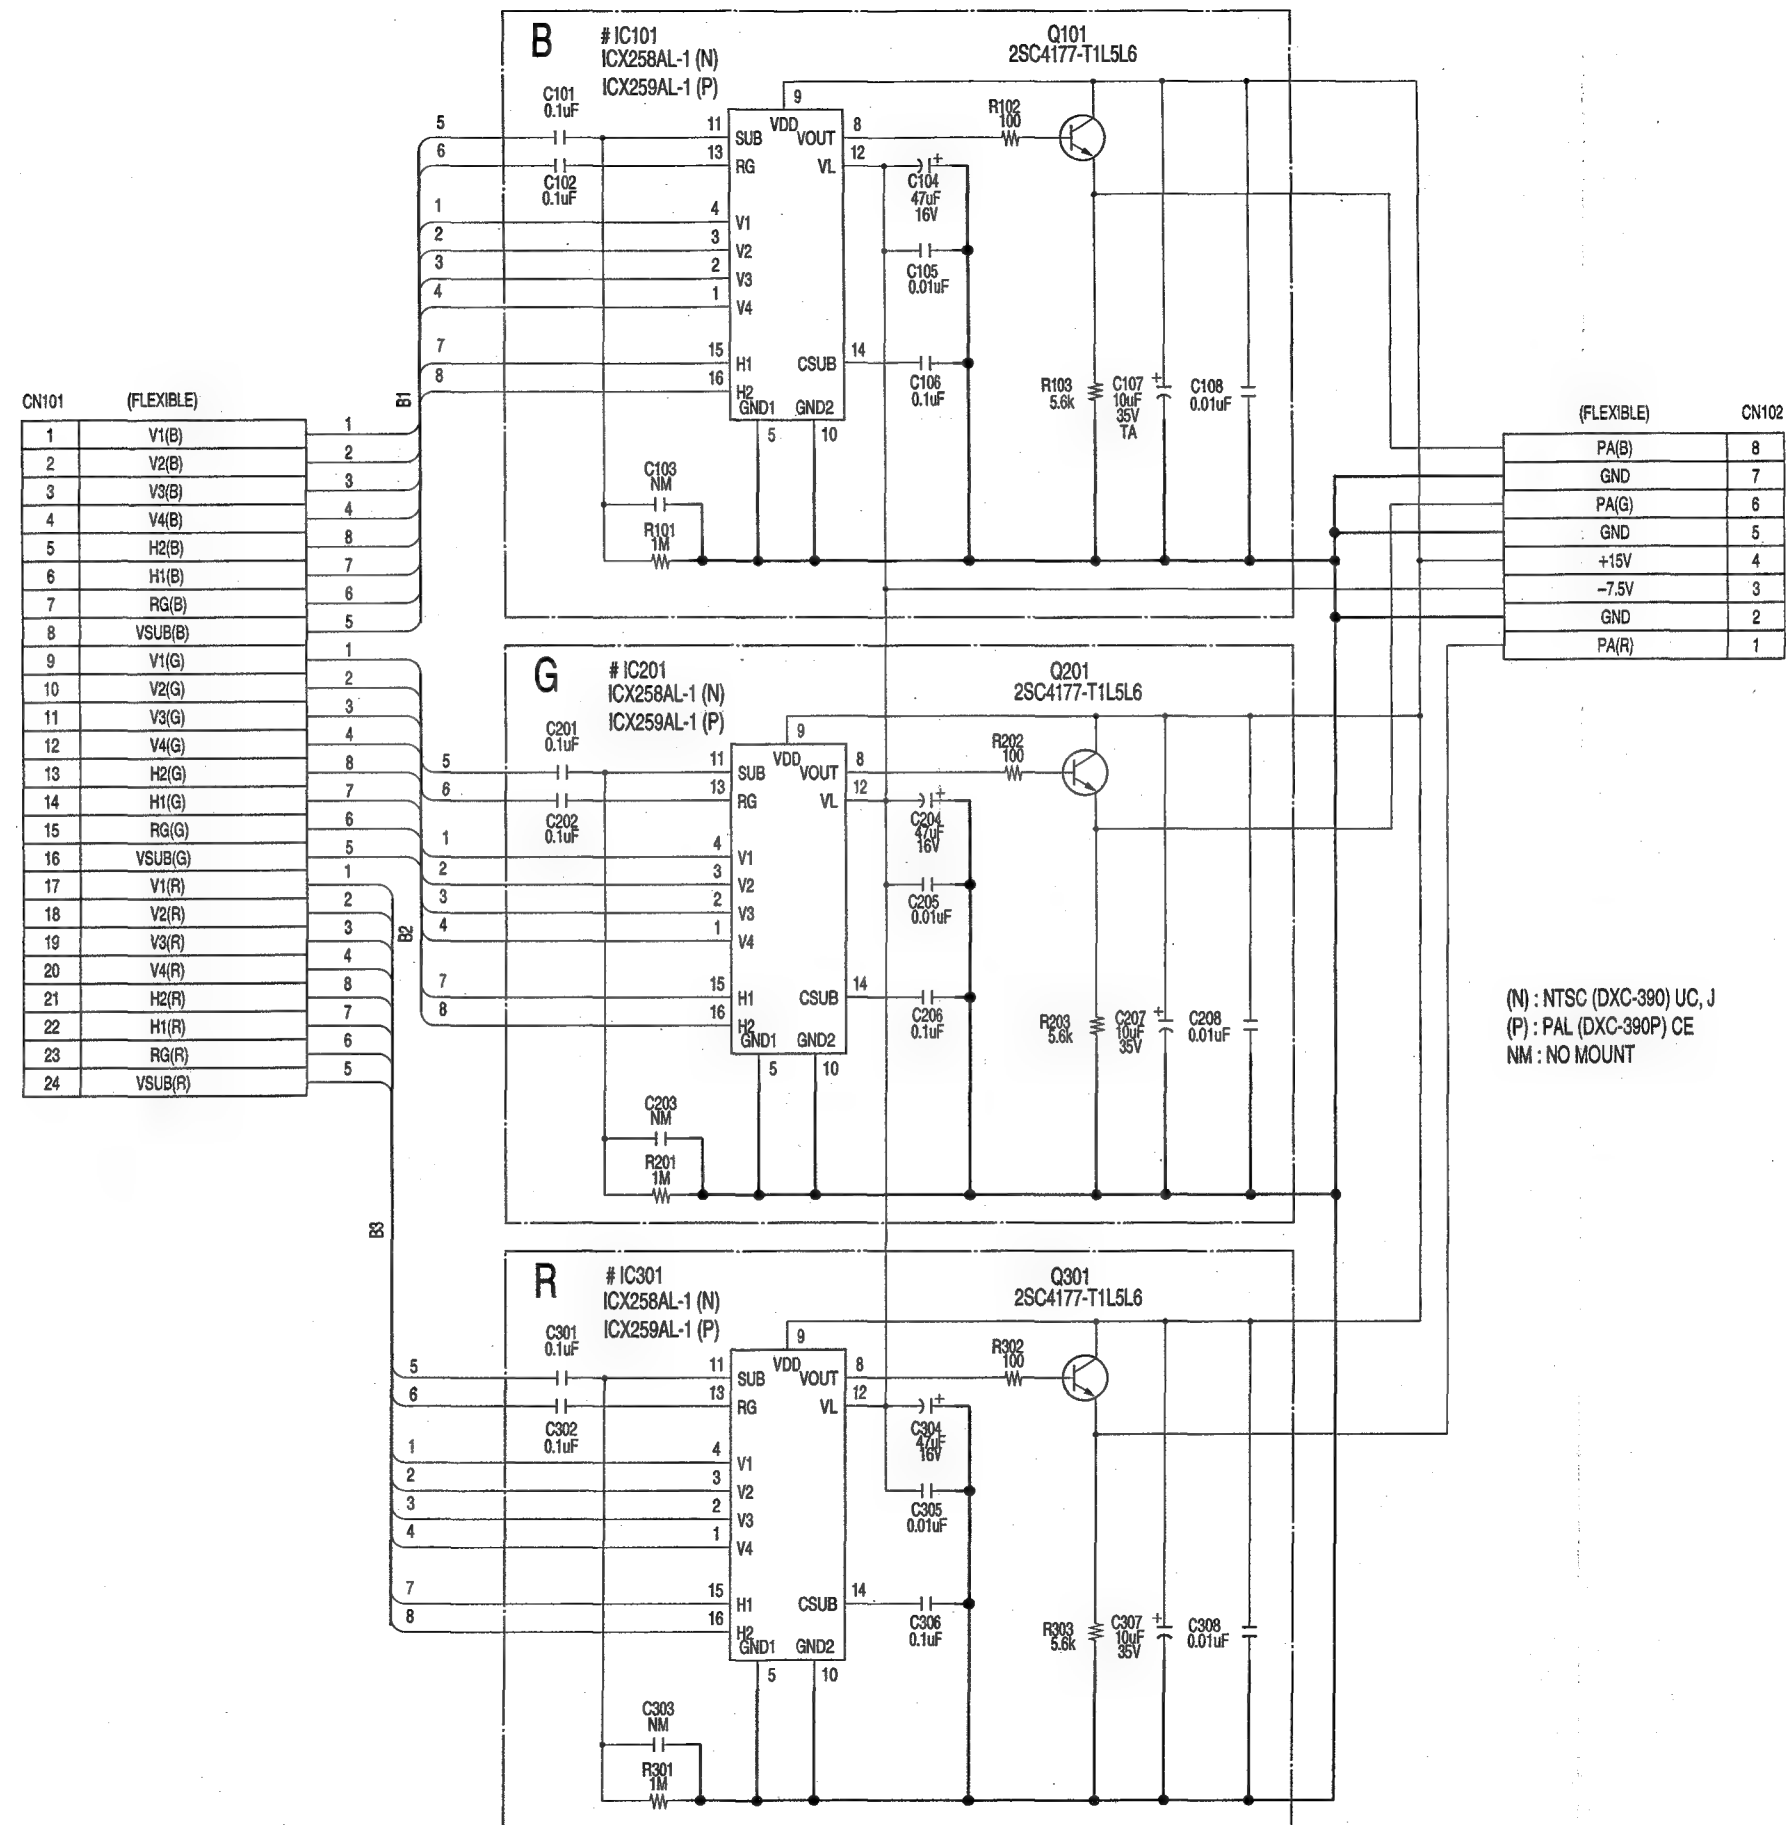 CN101 (FLEXIBLE)
1 V1(B) 1
2 V2(B) 2
3 V3(B) 3
4 V4(B) 4
5 H2(B) 8
6 H1(B) 7
7 RG(B) 6
8 VSUB(B) 5
9 V1(G) 1
10 V2(G) 2
11 V3(G) 3
12 V4(G) 4
13 H2(G) 8
14 H1(G) 7
15 RG(G) 6
16 VSUB(G) 5
17 V1(R) 1
18 V2(R) 2
19 V3(R) 3
20 V4(R) 4
21 H2(R) 8
22 H1(R) 7
23 RG(R) 6
24 VSUB(R) 5
B1
B2
B3
B
# IC101
ICX258AL-1 (N)
ICX259AL-1 (P)
Q101
2SC4177-T1L5L6
C101
0.1uF
C102
0.1uF
R102
100
9
VDD
5 11 SUB VOUT 8
6 13 RG VL 12
1 4 V1
2 3 V2
3 2 V3
4 1 V4
7 15 H1 CSUB 14
8 16 H2
GND1 GND2
5 10
C104
47uF
16V
+
C105
0.01uF
C106
0.1uF
R103
5.6k
C107
10uF
35V
TA
+
C108
0.01uF
C103
NM
R101
1M
G
# IC201
ICX258AL-1 (N)
ICX259AL-1 (P)
Q201
2SC4177-T1L5L6
C201
0.1uF
C202
0.1uF
R202
100
9
VDD
5 11 SUB VOUT 8
6 13 RG VL 12
1 4 V1
2 3 V2
3 2 V3
4 1 V4
7 15 H1 CSUB 14
8 16 H2
GND1 GND2
5 10
C204
47uF
16V
+
C205
0.01uF
C206
0.1uF
R203
5.6k
C207
10uF
35V
+
C208
0.01uF
C203
NM
R201
1M
R
# IC301
ICX258AL-1 (N)
ICX259AL-1 (P)
Q301
2SC4177-T1L5L6
C301
0.1uF
C302
0.1uF
R302
100
9
VDD
5 11 SUB VOUT 8
6 13 RG VL 12
1 4 V1
2 3 V2
3 2 V3
4 1 V4
7 15 H1 CSUB 14
8 16 H2
GND1 GND2
5 10
C304
47uF
16V
+
C305
0.01uF
C306
0.1uF
R303
5.6k
C307
10uF
35V
+
C308
0.01uF
C303
NM
R301
1M
(FLEXIBLE) CN102
PA(B) 8
GND 7
PA(G) 6
GND 5
+15V 4
−7.5V 3
GND 2
PA(R) 1
(N) : NTSC (DXC-390) UC, J
(P) : PAL (DXC-390P) CE
NM : NO MOUNT